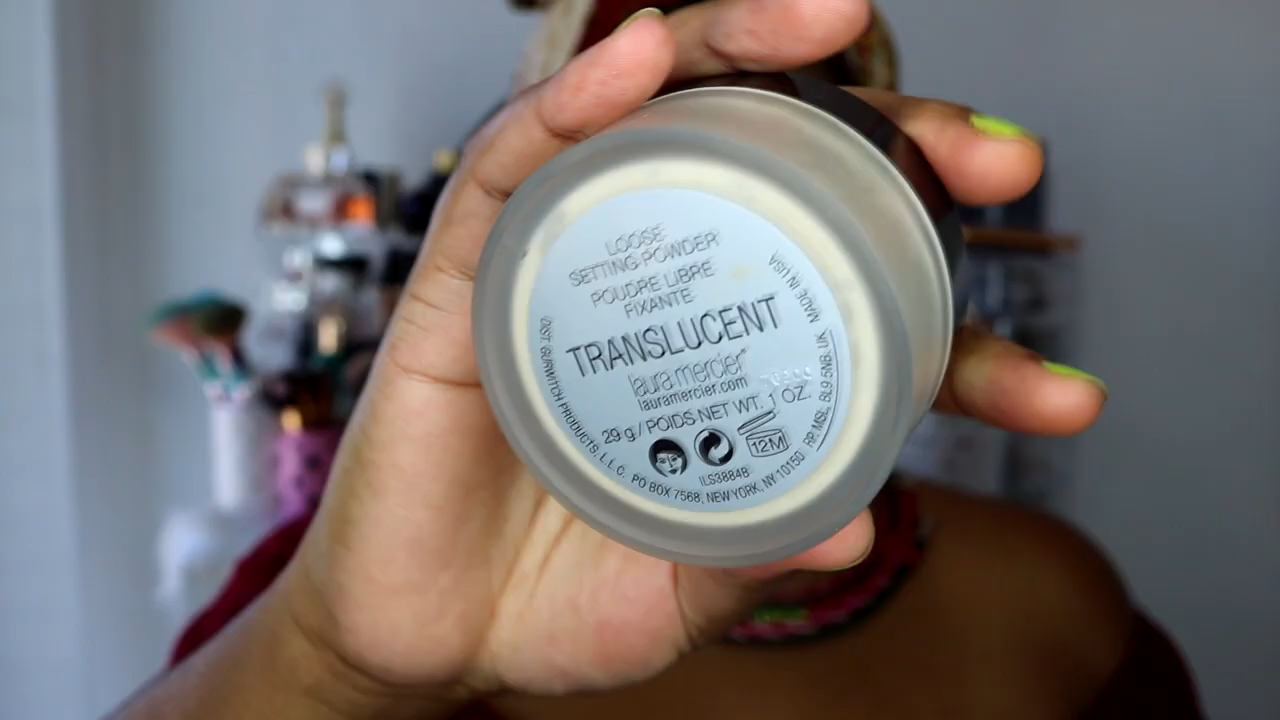 LOOSE
SETTING POWDER
POUDRE LIBRE
FIXANTE
TRANSLUCENT
laura mercier®
lauramercier.com
29 g / POIDS NET WT. 1 OZ.
12M
ILS3884B
DIST. GURWITCH PRODUCTS, L.L.C. PO BOX 7568, NEW YORK, NY 10150 RP: MSL, BL9 5NB. UK. MADE IN USA